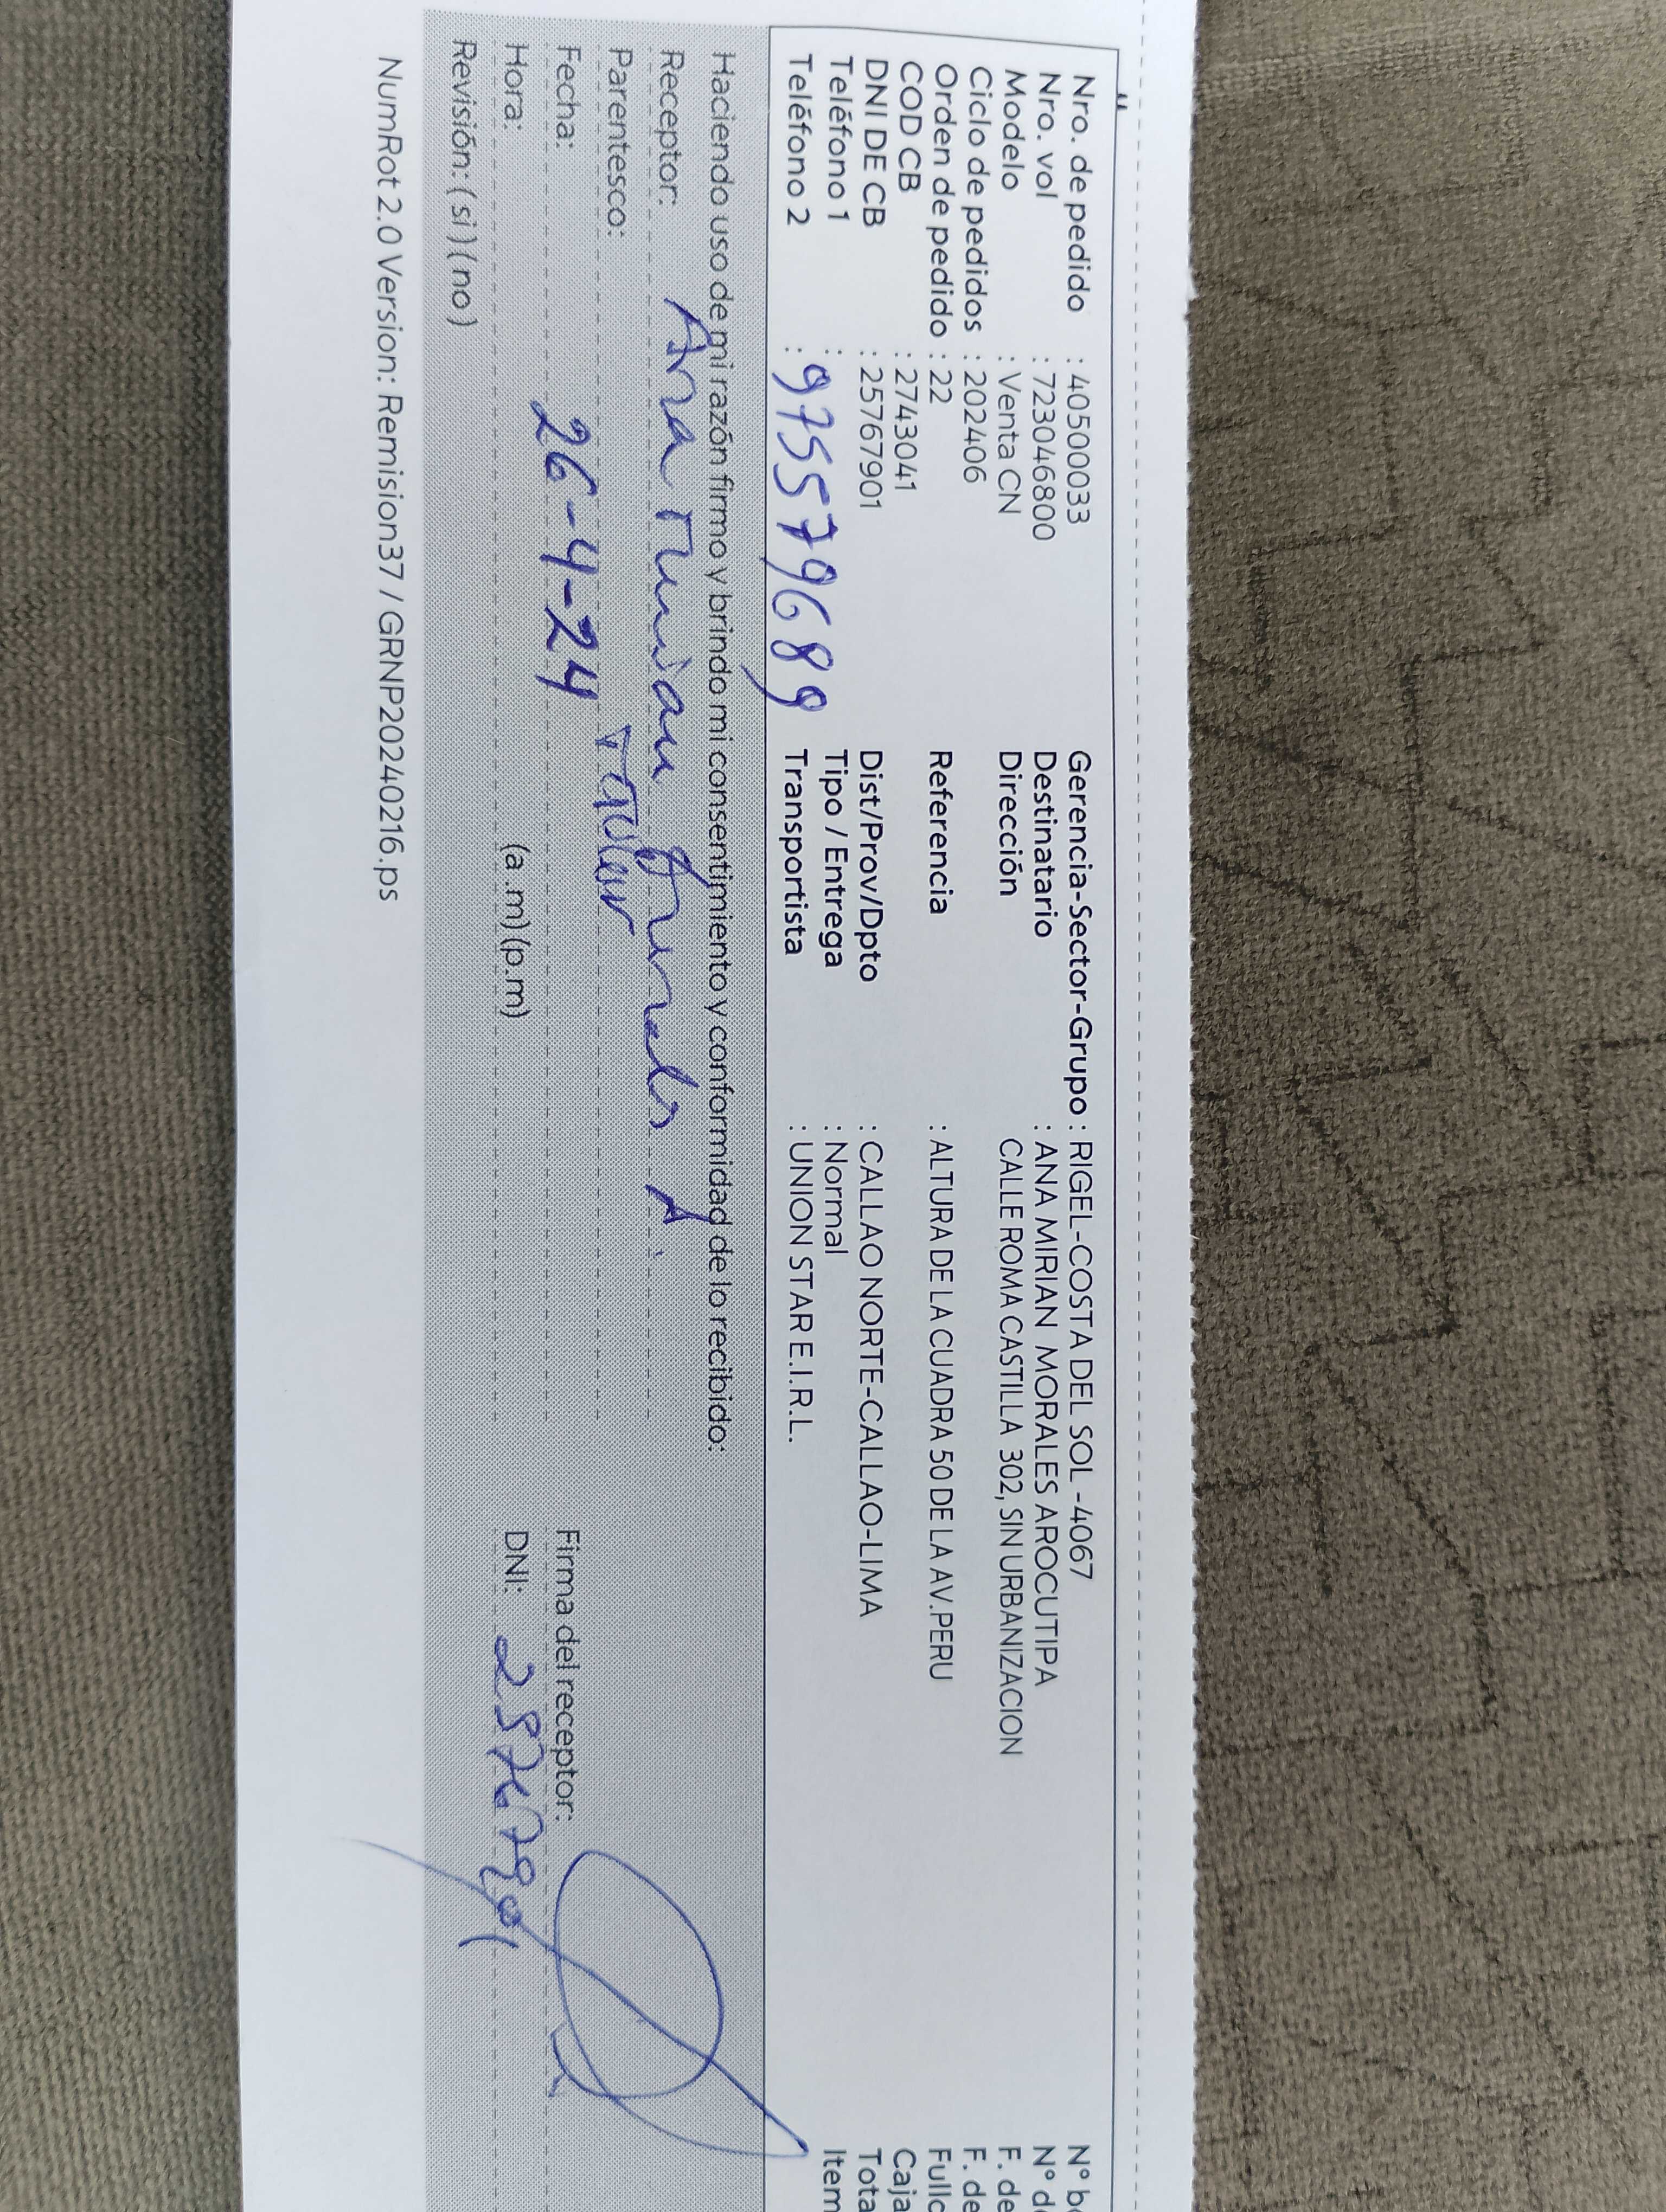 Nro. de pedido : 405000033
Nro. vol : 723046800
Modelo : Venta CN
Ciclo de pedidos : 202406
Orden de pedido : 22
COD CB : 2743041
DNI DE CB : 25767901
Teléfono 1 :
Teléfono 2 : 975579689
Gerencia-Sector-Grupo : RIGEL-COSTA DEL SOL -4067
Destinatario : ANA MIRIAN MORALES AROCUTIPA
Dirección CALLE ROMA CASTILLA 302, SIN URBANIZACION
Referencia : ALTURA DE LA CUADRA 50 DE LA AV.PERU
Dist/Prov/Dpto : CALLAO NORTE-CALLAO-LIMA
Tipo / Entrega : Normal
Transportista : UNION STAR E.I.R.L.
Haciendo uso de mi razón firmo y brindo mi consentimiento y conformidad de lo recibido:
Receptor: Ana Mirian Morales A.
Parentesco: Titular
Fecha: 26-4-24
Hora: (a .m) (p.m)
Revisión: ( si ) ( no )
Firma del receptor:
DNI: 25767901
NumRot 2.0 Version: Remision37 / GRNP20240216.ps